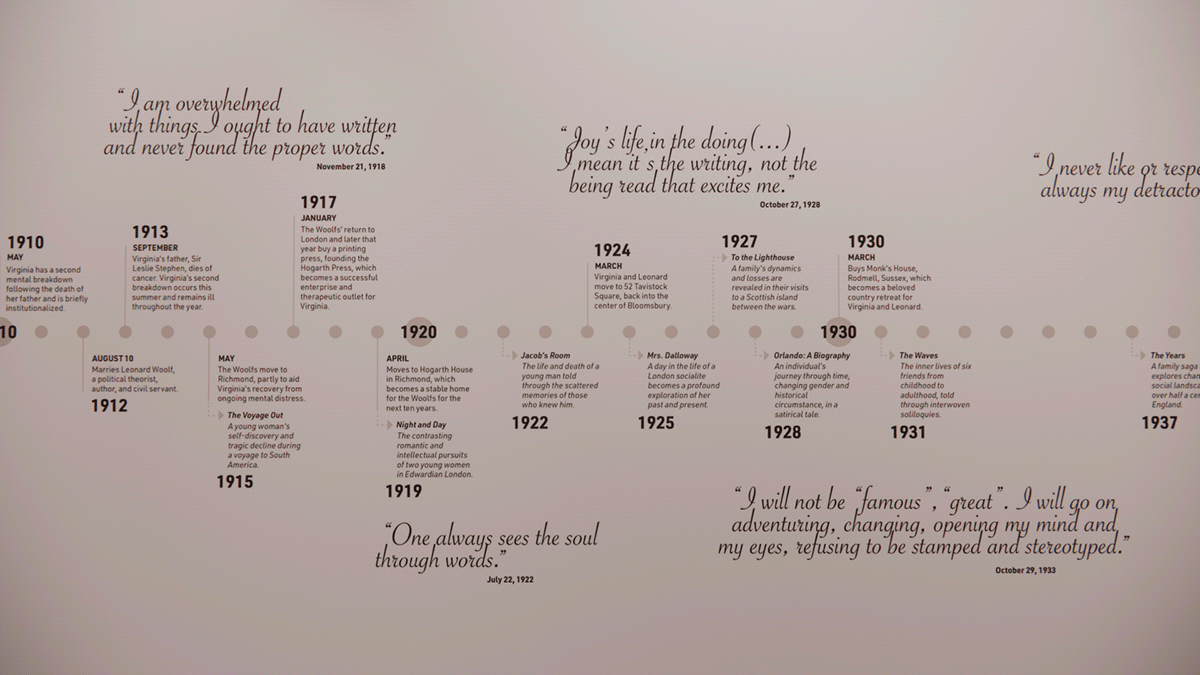 “I am overwhelmed
with things I ought to have written
and never found the proper words.”
November 21, 1918
“Joy’s life in the doing(...)
I mean it s the writing, not the
being read that excites me.”
October 27, 1928
“I never like or respe
always my detracto
1910
MAY
Virginia has a second
mental breakdown
following the death of
her father and is briefly
institutionalized.
1913
SEPTEMBER
Virginia's father, Sir
Leslie Stephen, dies of
cancer. Virginia's second
breakdown occurs this
summer and remains ill
throughout the year.
1917
JANUARY
The Woolfs' return to
London and later that
year buy a printing
press, founding the
Hogarth Press, which
becomes a successful
enterprise and
therapeutic outlet for
Virginia.
1924
MARCH
Virginia and Leonard
move to 52 Tavistock
Square, back into the
center of Bloomsbury.
1927
To the Lighthouse
A family's dynamics
and losses are
revealed in their visits
to a Scottish island
between the wars.
1930
MARCH
Buys Monk's House,
Rodmell, Sussex, which
becomes a beloved
country retreat for
Virginia and Leonard.
10
1920
1930
AUGUST 10
Marries Leonard Woolf,
a political theorist,
author, and civil servant.
1912
MAY
The Woolfs move to
Richmond, partly to aid
Virginia's recovery from
ongoing mental distress.
The Voyage Out
A young woman's
self-discovery and
tragic decline during
a voyage to South
America.
1915
APRIL
Moves to Hogarth House
in Richmond, which
becomes a stable home
for the Woolfs for the
next ten years.
Night and Day
The contrasting
romantic and
intellectual pursuits
of two young women
in Edwardian London.
1919
Jacob's Room
The life and death of a
young man told
through the scattered
memories of those
who knew him.
1922
Mrs. Dalloway
A day in the life of a
London socialite
becomes a profound
exploration of her
past and present.
1925
Orlando: A Biography
An individual's
journey through time,
changing gender and
historical
circumstance, in a
satirical tale.
1928
The Waves
The inner lives of six
friends from
childhood to
adulthood, told
through interwoven
soliloquies.
1931
The Years
A family saga
explores chan
social landsca
over half a cen
England.
1937
“One always sees the soul
through words.”
July 22, 1922
“I will not be “famous”, “great”. I will go on
adventuring, changing, opening my mind and
my eyes, refusing to be stamped and stereotyped.”
October 29, 1933